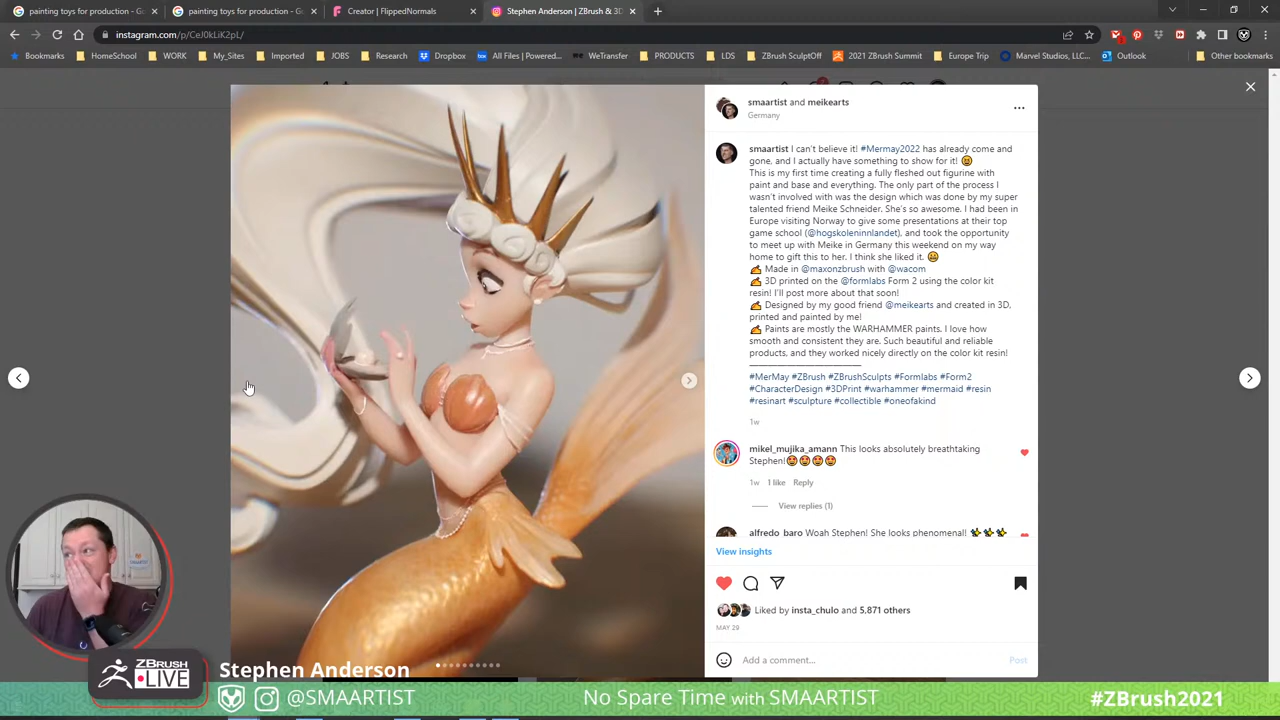 painting toys for production - G
painting toys for production - G
Creator | FlippedNormals
Stephen Anderson | ZBrush & 3D
instagram.com/p/CeJ0kLiK2pL/
Bookmarks
HomeSchool
WORK
My_Sites
Imported
JOBS
Research
Dropbox
All Files | Powered...
WeTransfer
PRODUCTS
LDS
ZBrush SculptOff
2021 ZBrush Summit
Europe Trip
Marvel Studios, LLC...
Outlook
Other bookmarks
smaartist and meikearts
Germany
smaartist I can't believe it! #Mermay2022 has already come and
gone, and I actually have something to show for it!
This is my first time creating a fully fleshed out figurine with
paint and base and everything. The only part of the process I
wasn't involved with was the design which was done by my super
talented friend Meike Schneider. She's so awesome. I had been in
Europe visiting Norway to give some presentations at their top
game school (@hogskoleninnlandet), and took the opportunity
to meet up with Meike in Germany this weekend on my way
home to gift this to her. I think she liked it.
Made in @maxonzbrush with @wacom
3D printed on the @formlabs Form 2 using the color kit
resin! I'll post more about that soon!
Designed by my good friend @meikearts and created in 3D,
printed and painted by me!
Paints are mostly the WARHAMMER paints. I love how
smooth and consistent they are. Such beautiful and reliable
products, and they worked nicely directly on the color kit resin!
#MerMay #ZBrush #ZBrushSculpts #Formlabs #Form2
#CharacterDesign #3DPrint #warhammer #mermaid #resin
#resinart #sculpture #collectible #oneofakind
1w
mikel_mujika_amann This looks absolutely breathtaking
Stephen!
1w 1 like Reply
View replies (1)
alfredo_baro Woah Stephen! She looks phenomenal!
View insights
Liked by insta_chulo and 5,871 others
MAY 29
Add a comment...
Post
ZBRUSH
LIVE
Stephen Anderson
@SMAARTIST
No Spare Time with SMAARTIST
#ZBrush2021